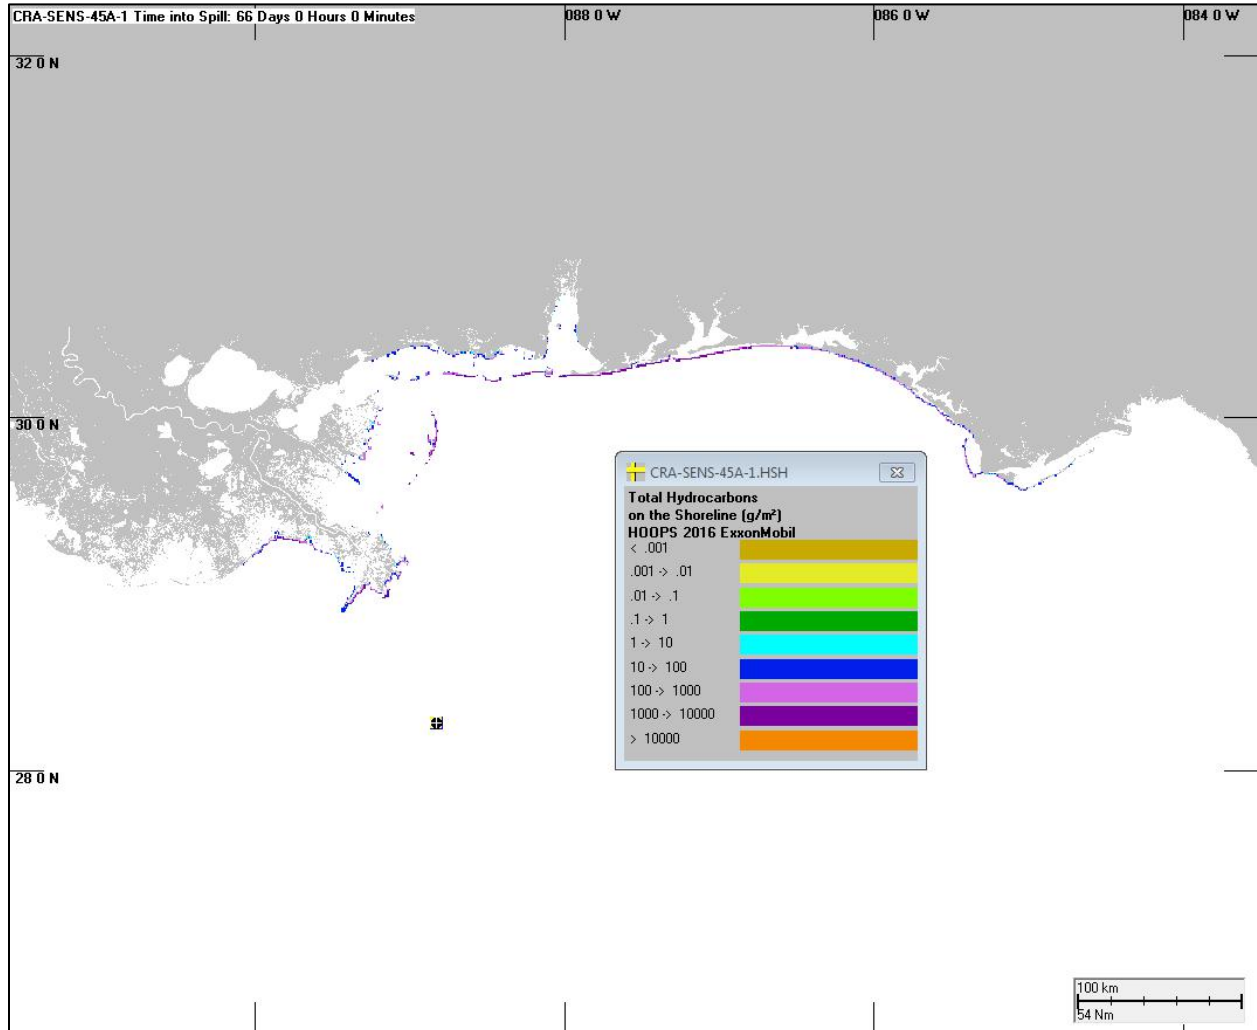 CRA-SENS-45A-1 Time into Spill: 66 Days 0 Hours 0 Minutes
088 0 W
086 0 W
084 0 W
32 0 N
30 0 N
CRA-SENS-45A-1.HSH
Total Hydrocarbons
on the Shoreline (g/m²)
HOOPS 2016 ExxonMobil
< .001
.001 -> .01
.01 -> .1
.1 -> 1
1 -> 10
10 -> 100
100 -> 1000
1000 -> 10000
> 10000
28 0 N
100 km
54 Nm